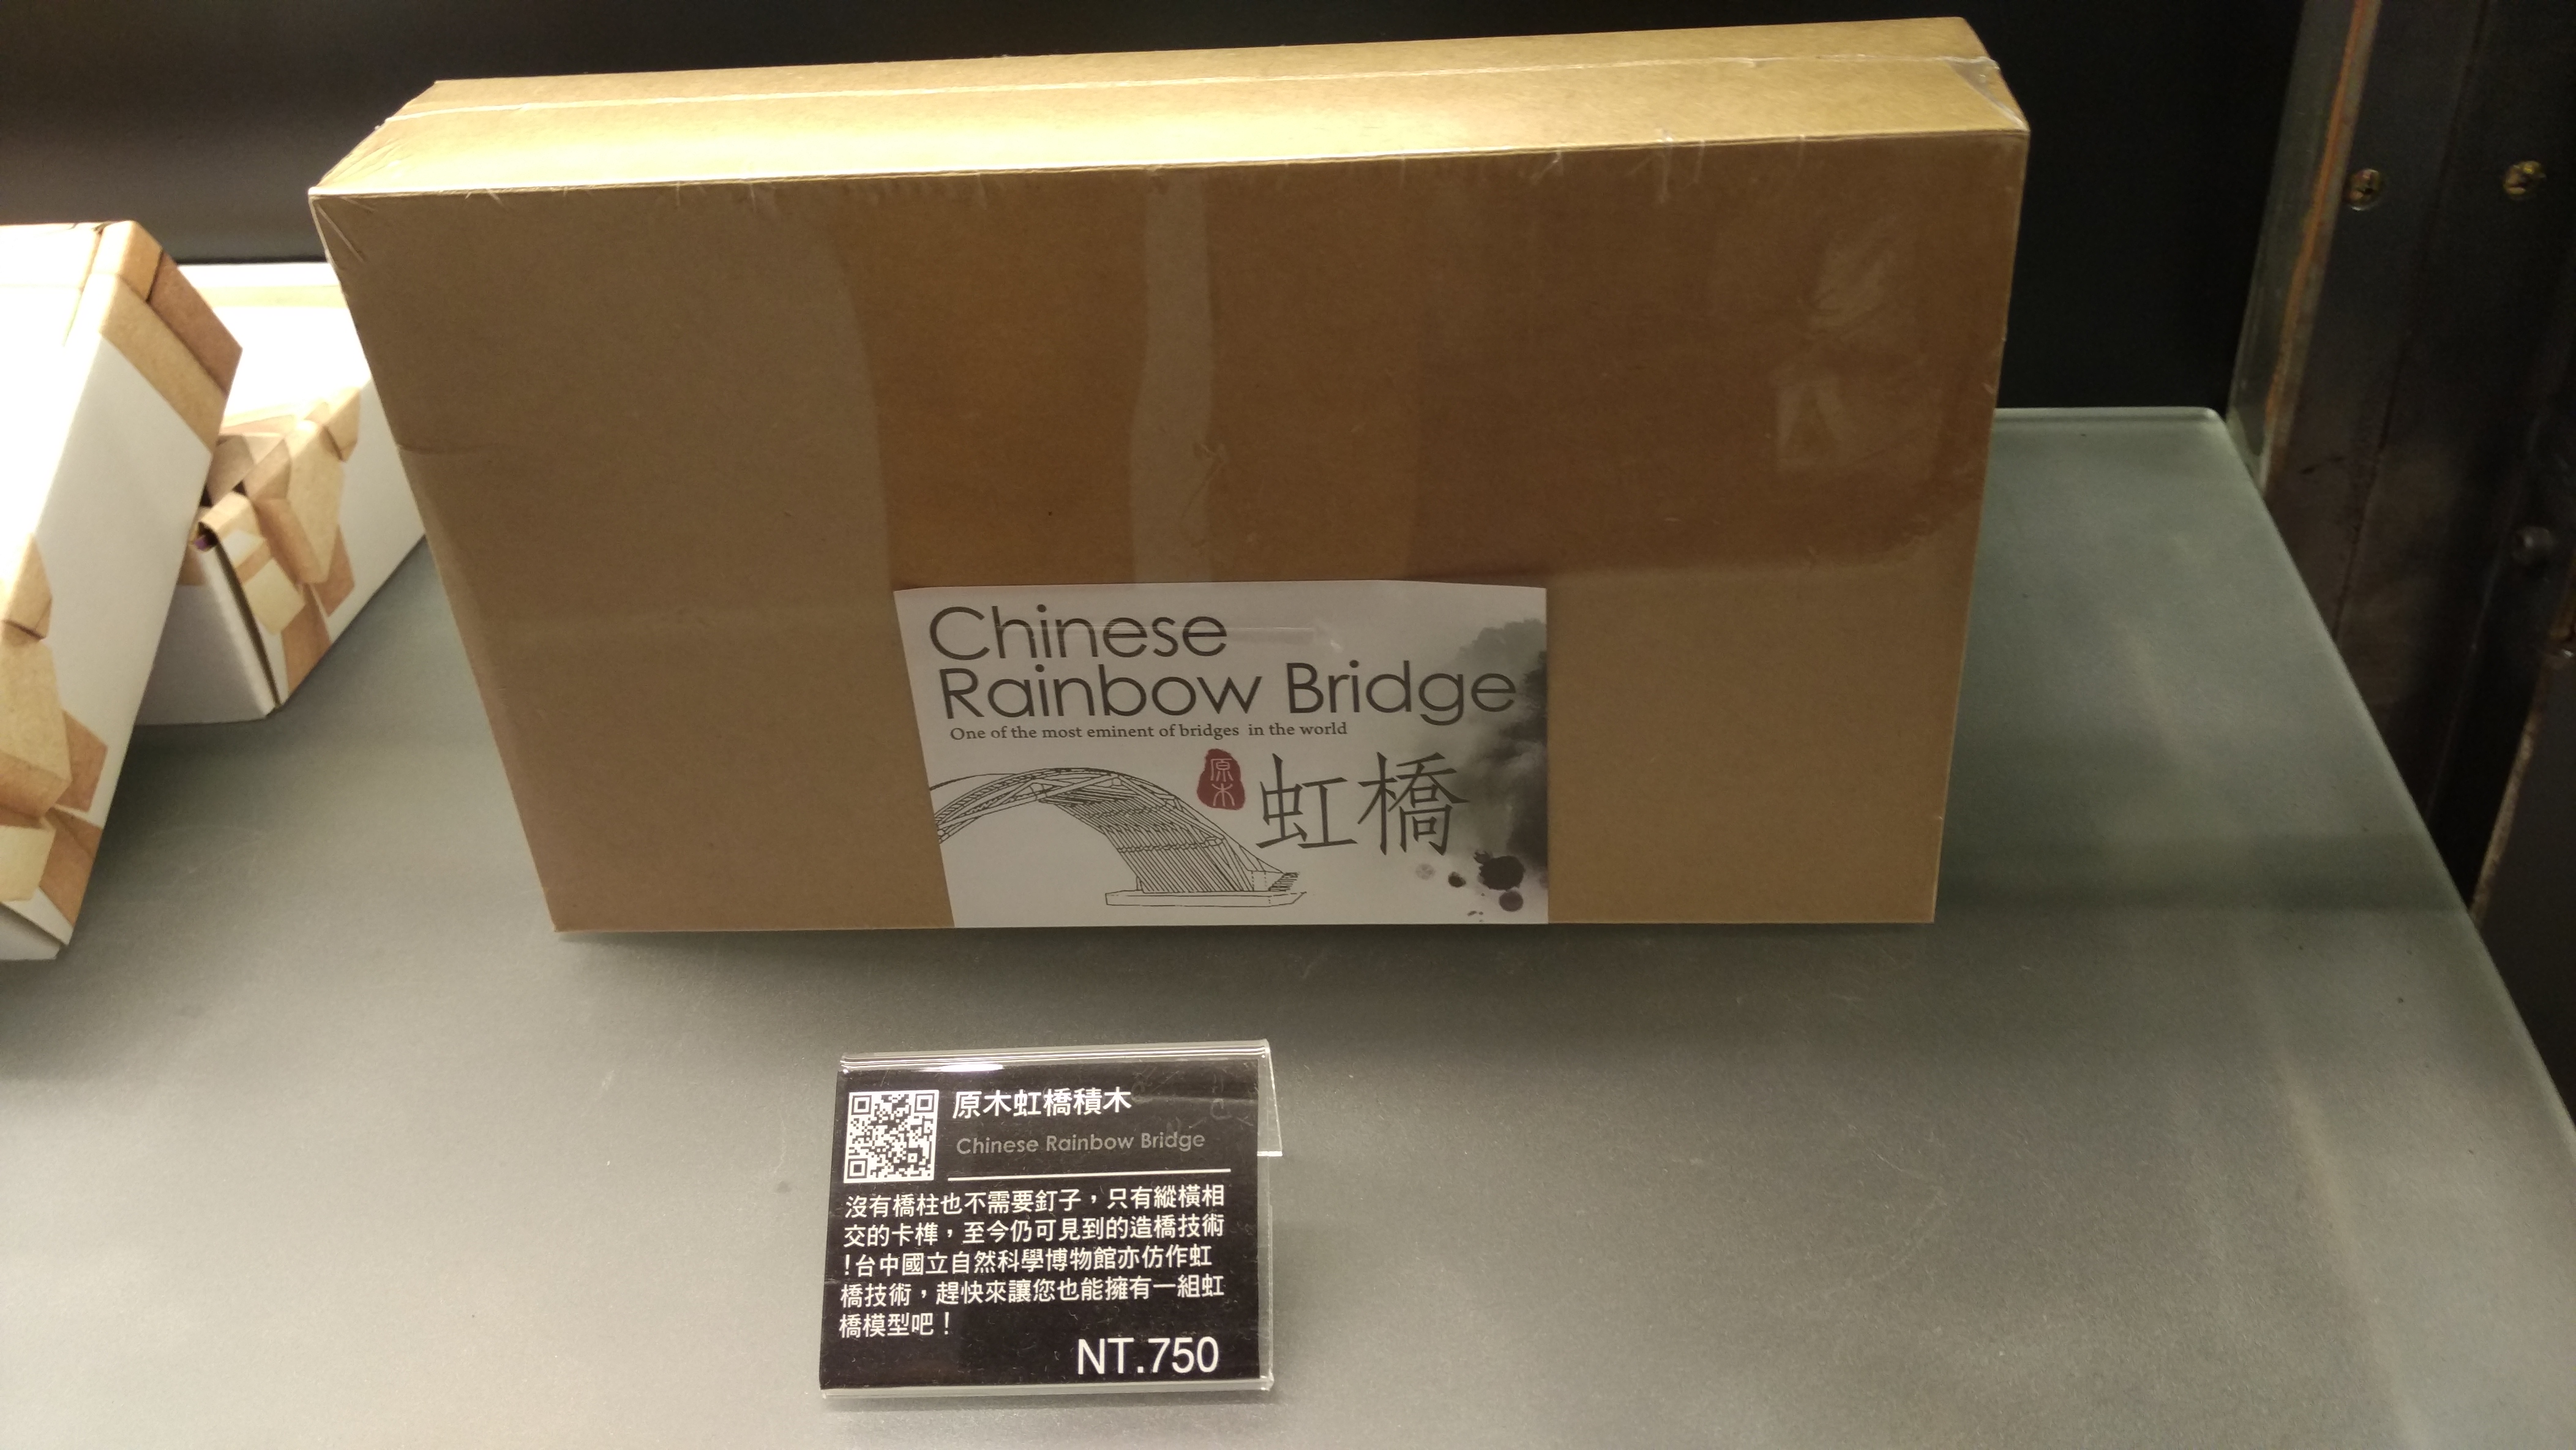 Chinese
Rainbow Bridge
One of the most eminent of bridges in the world
原木
虹橋
原木虹橋積木
Chinese Rainbow Bridge
沒有橋柱也不需要釘子，只有縱橫相
交的卡榫，至今仍可見到的造橋技術
!台中國立自然科學博物館亦仿作虹
橋技術，趕快來讓您也能擁有一組虹
橋模型吧！
NT.750